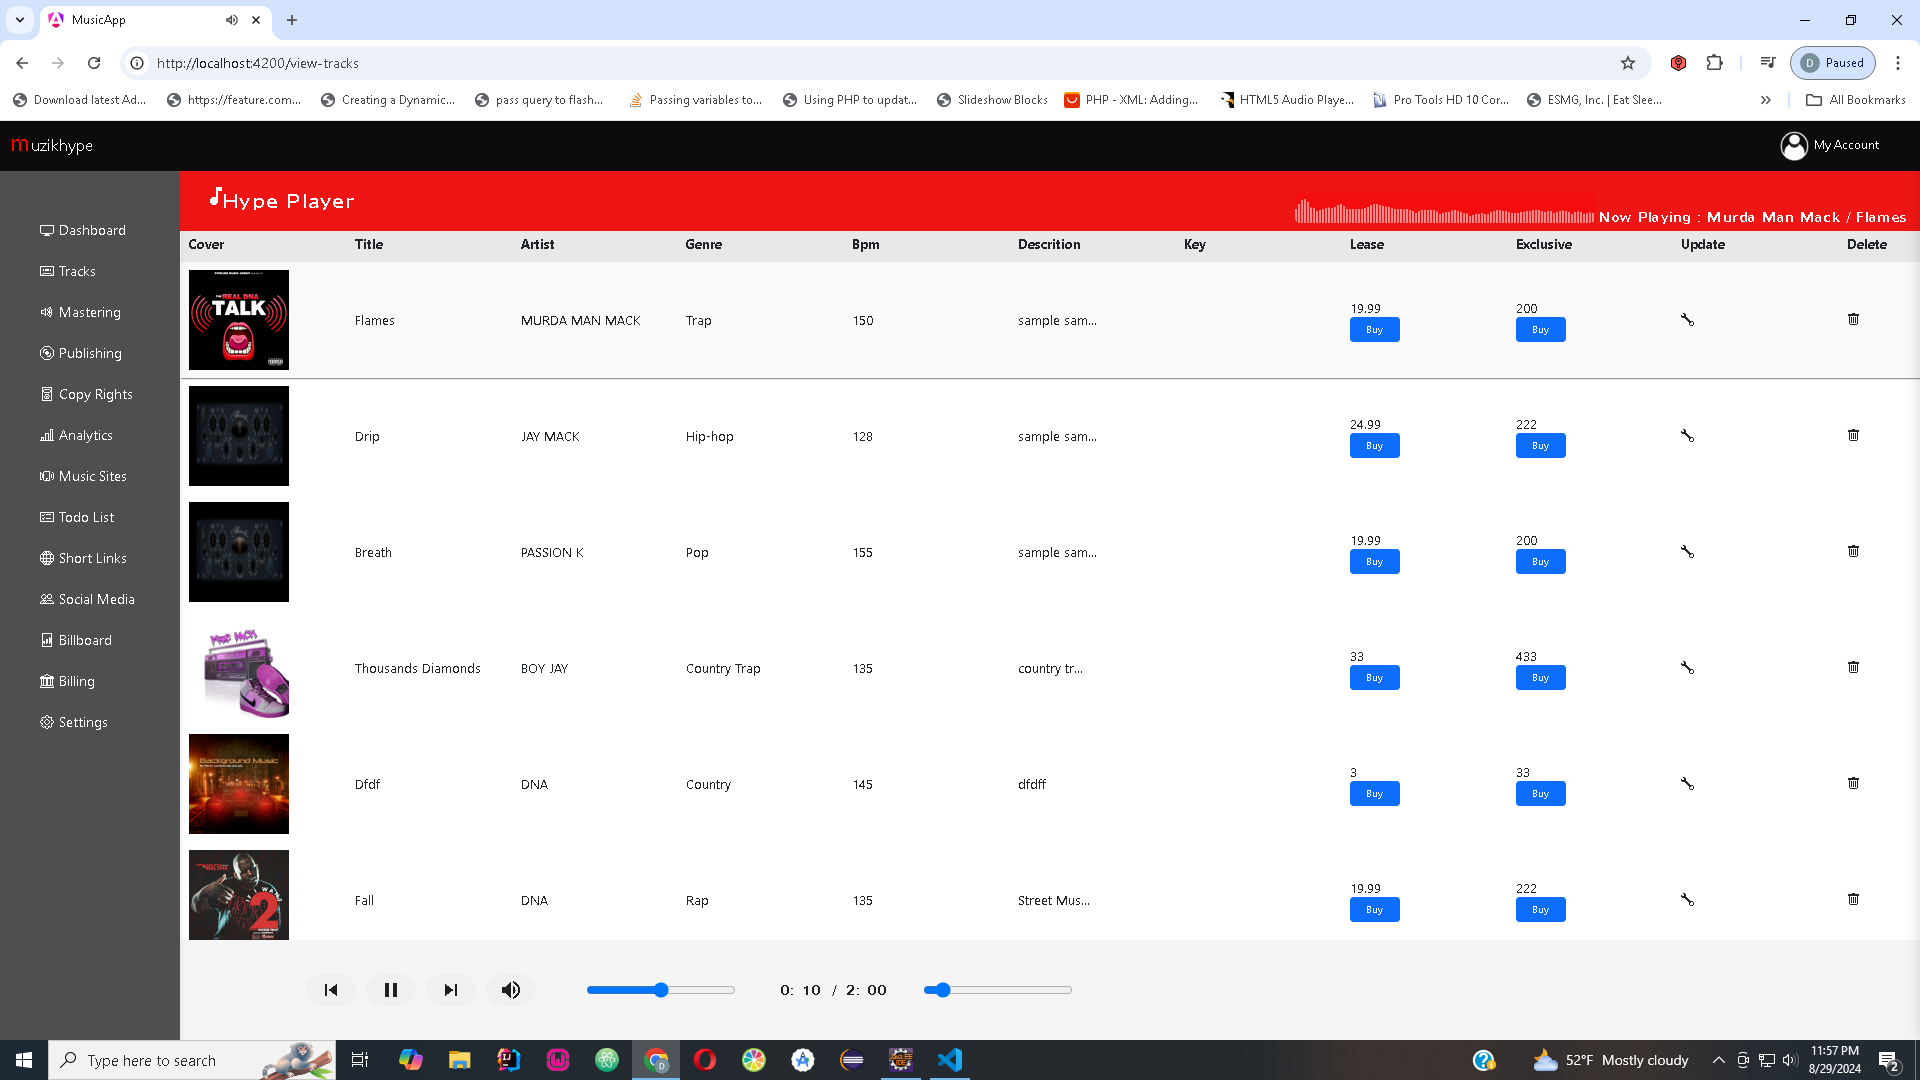 MusicApp
http://localhost:4200/view-tracks
D Paused
Download latest Ad...
https://feature.com...
Creating a Dynamic...
pass query to flash...
Passing variables to...
Using PHP to updat...
Slideshow Blocks
PHP - XML: Adding...
HTML5 Audio Playe...
Pro Tools HD 10 Cor...
ESMG, Inc. | Eat Slee...
All Bookmarks
muzikhype
My Account
Hype Player
Now Playing : Murda Man Mack / Flames
Dashboard
Tracks
Mastering
Publishing
Copy Rights
Analytics
Music Sites
Todo List
Short Links
Social Media
Billboard
Billing
Settings
Cover Title Artist Genre Bpm Descrition Key Lease Exclusive Update Delete
THE REAL DNA
TALK
Flames MURDA MAN MACK Trap 150 sample sam... 19.99 200
Buy Buy
Drip JAY MACK Hip-hop 128 sample sam... 24.99 222
Buy Buy
Breath PASSION K Pop 155 sample sam... 19.99 200
Buy Buy
Thousands Diamonds BOY JAY Country Trap 135 country tr... 33 433
Buy Buy
Background Music
Dfdf DNA Country 145 dfdff 3 33
Buy Buy
I WANT
2
Fall DNA Rap 135 Street Mus... 19.99 222
Buy Buy
0: 10 / 2: 00
Type here to search
52°F Mostly cloudy
11:57 PM
8/29/2024
2